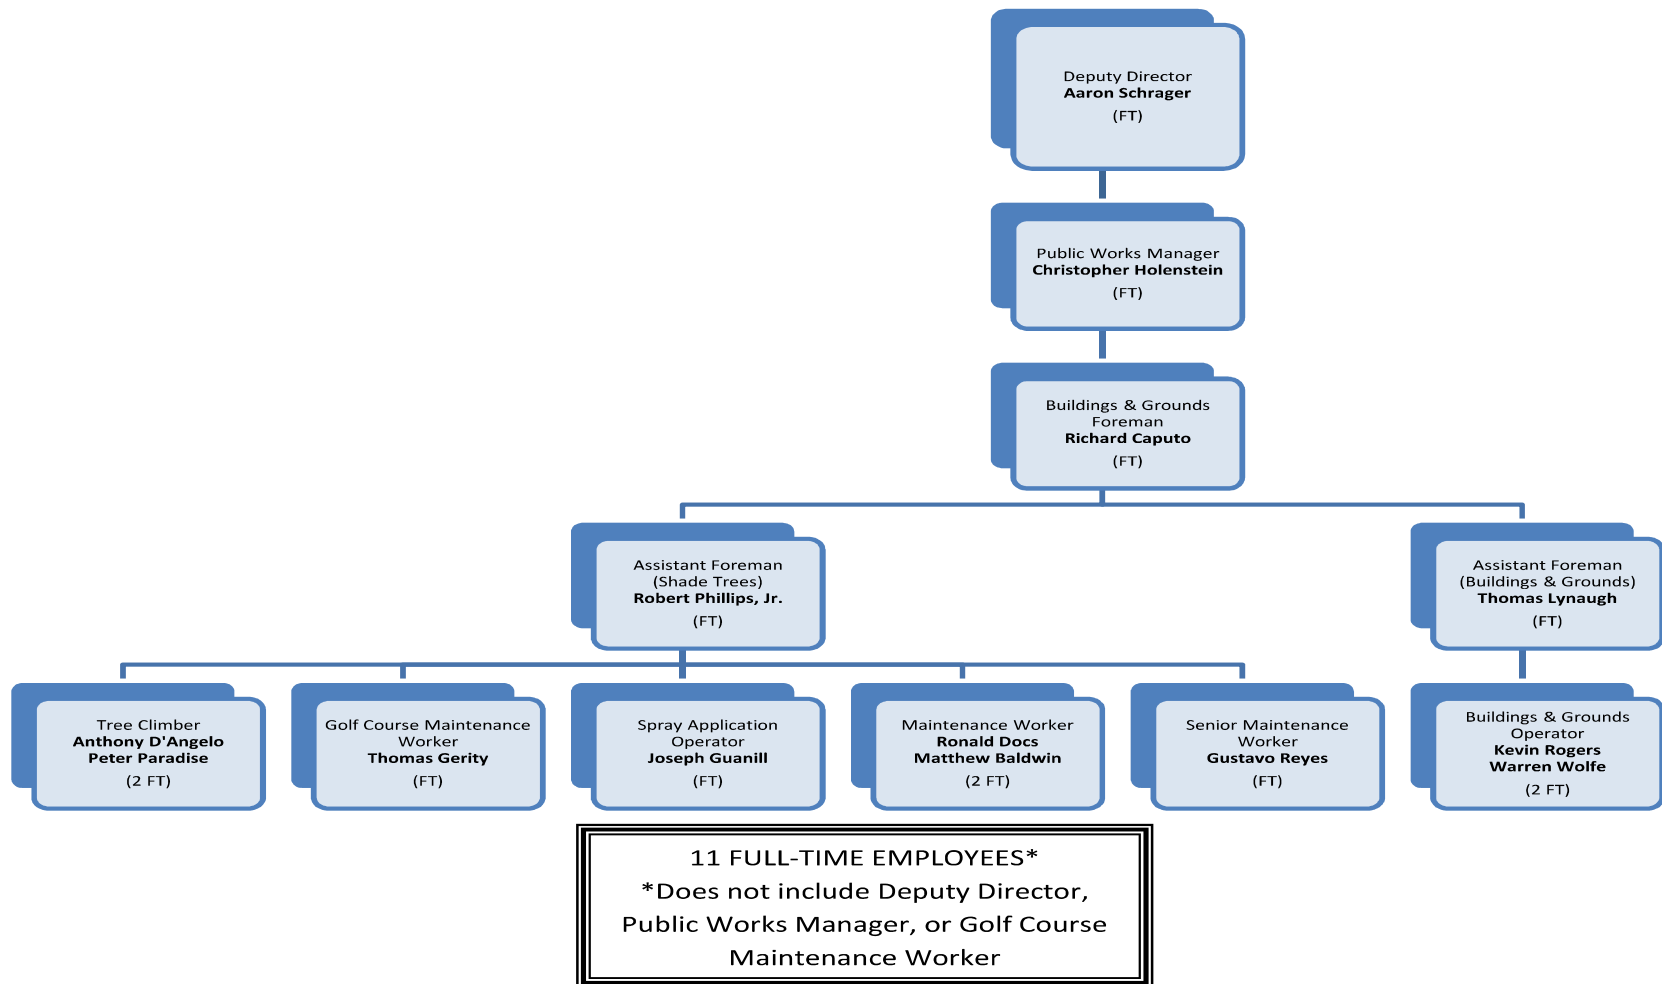 Deputy Director
Aaron Schrager
(FT)
Public Works Manager
Christopher Holenstein
(FT)
Buildings & Grounds
Foreman
Richard Caputo
(FT)
Assistant Foreman
(Shade Trees)
Robert Phillips, Jr.
(FT)
Assistant Foreman
(Buildings & Grounds)
Thomas Lynaugh
(FT)
Tree Climber
Anthony D'Angelo
Peter Paradise
(2 FT)
Golf Course Maintenance
Worker
Thomas Gerity
(FT)
Spray Application
Operator
Joseph Guanill
(FT)
Maintenance Worker
Ronald Docs
Matthew Baldwin
(2 FT)
Senior Maintenance
Worker
Gustavo Reyes
(FT)
Buildings & Grounds
Operator
Kevin Rogers
Warren Wolfe
(2 FT)
11 FULL-TIME EMPLOYEES*
*Does not include Deputy Director,
Public Works Manager, or Golf Course
Maintenance Worker